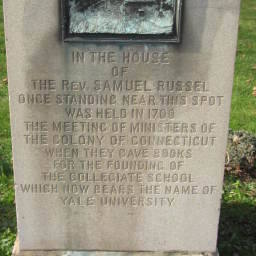 IN THE HOUSE
OF
THE REV. SAMUEL RUSSEL
ONCE STANDING NEAR THIS SPOT
WAS HELD IN 1700
THE MEETING OF MINISTERS OF
THE COLONY OF CONNECTICUT
WHEN THEY GAVE BOOKS
FOR THE FOUNDING OF
THE COLLEGIATE SCHOOL
WHICH NOW BEARS THE NAME OF
YALE UNIVERSITY